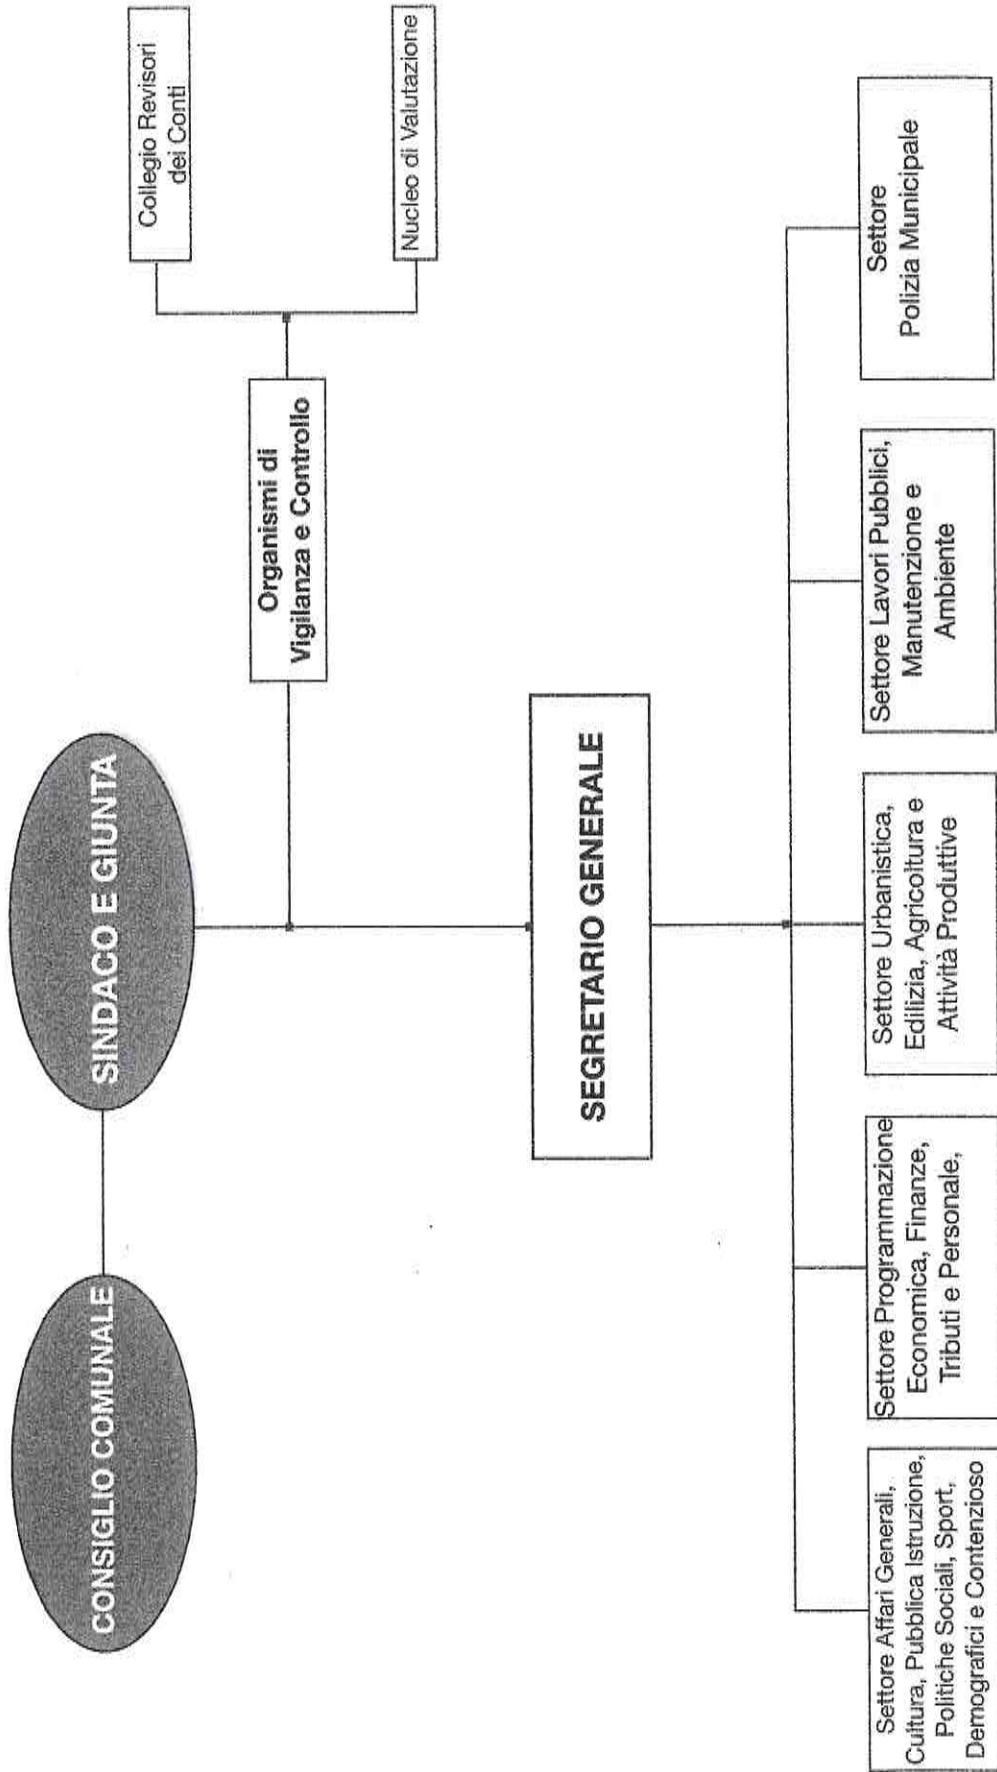 CONSIGLIO COMUNALE
SINDACO E GIUNTA
Organismi di
Vigilanza e Controllo
Collegio Revisori
dei Conti
Nucleo di Valutazione
SEGRETARIO GENERALE
Settore Affari Generali,
Cultura, Pubblica Istruzione,
Politiche Sociali, Sport,
Demografici e Contenzioso
Settore Programmazione
Economica, Finanze,
Tributi e Personale,
Settore Urbanistica,
Edilizia, Agricoltura e
Attività Produttive
Settore Lavori Pubblici,
Manutenzione e
Ambiente
Settore
Polizia Municipale